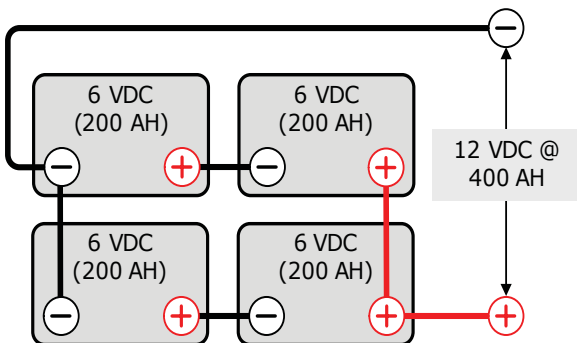 −
6 VDC
(200 AH)
− +
6 VDC
(200 AH)
− +
12 VDC @
400 AH
6 VDC
(200 AH)
− +
6 VDC
(200 AH)
− +
+